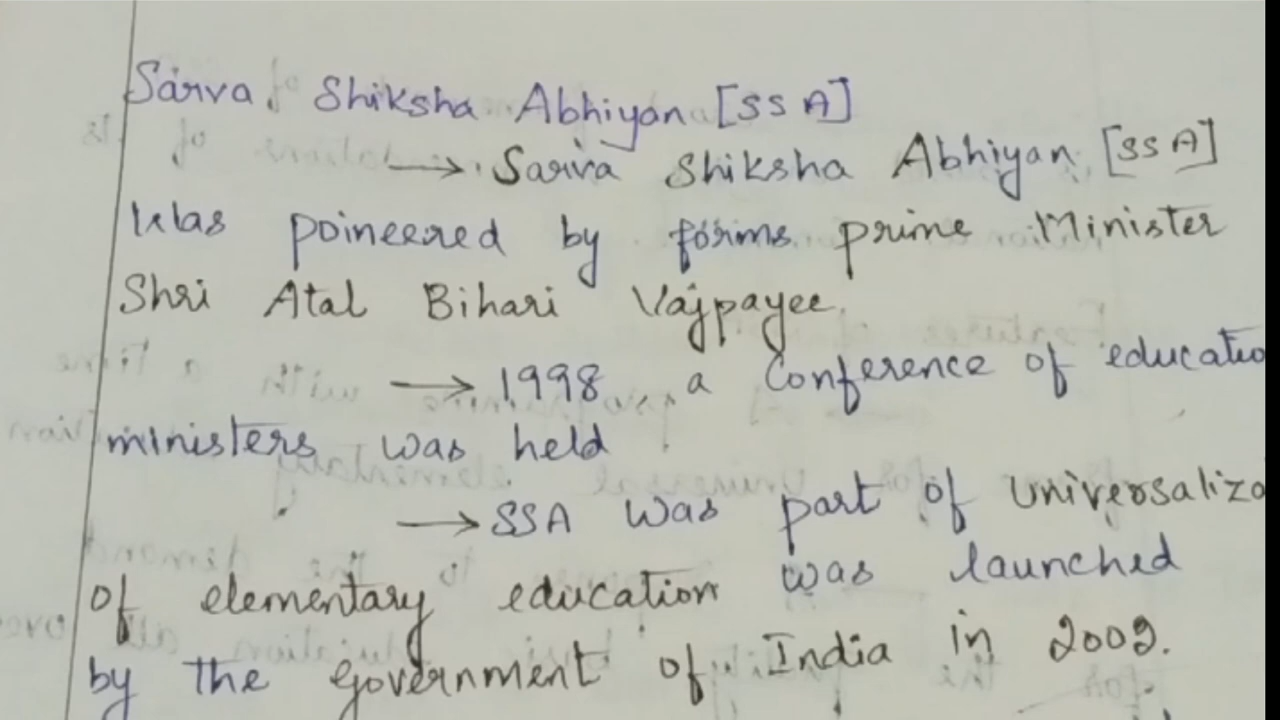 Sarva Shiksha Abhiyan [SSA]
→ Sarva Shiksha Abhiyan [SSA]
Was poineered by forms prime Minister
Shri Atal Bihari Vajpayee.
→ 1998 a Conference of educatio
ministers was held
→ SSA was part of Universaliza
of elementary education was launched
by the government of India in 2002.